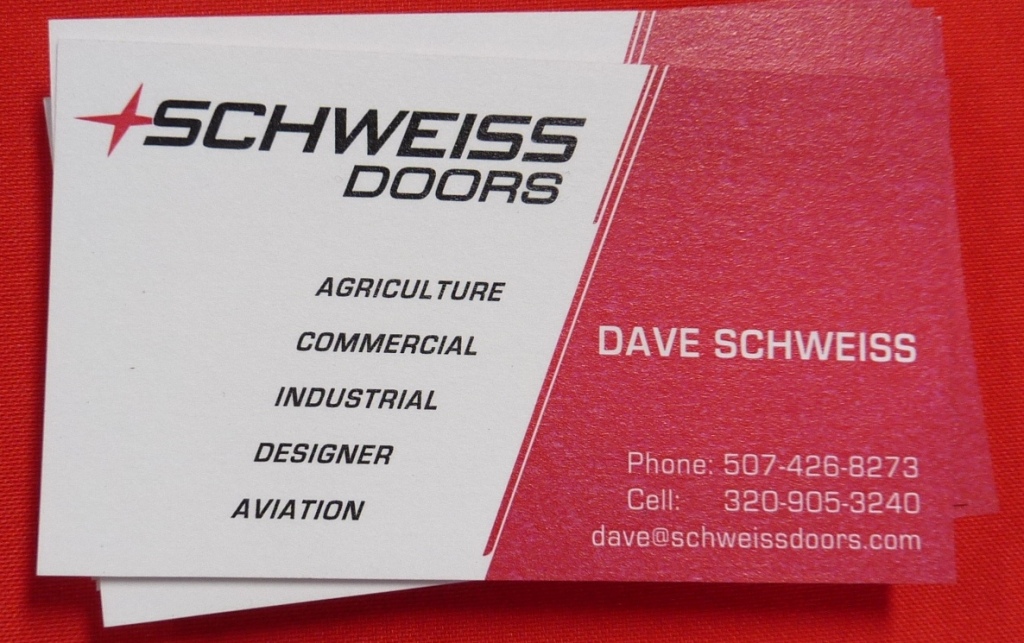 SCHWEISS
DOORS
AGRICULTURE
COMMERCIAL
INDUSTRIAL
DESIGNER
AVIATION
DAVE SCHWEISS
Phone: 507-426-8273
Cell: 320-905-3240
dave@schweissdoors.com